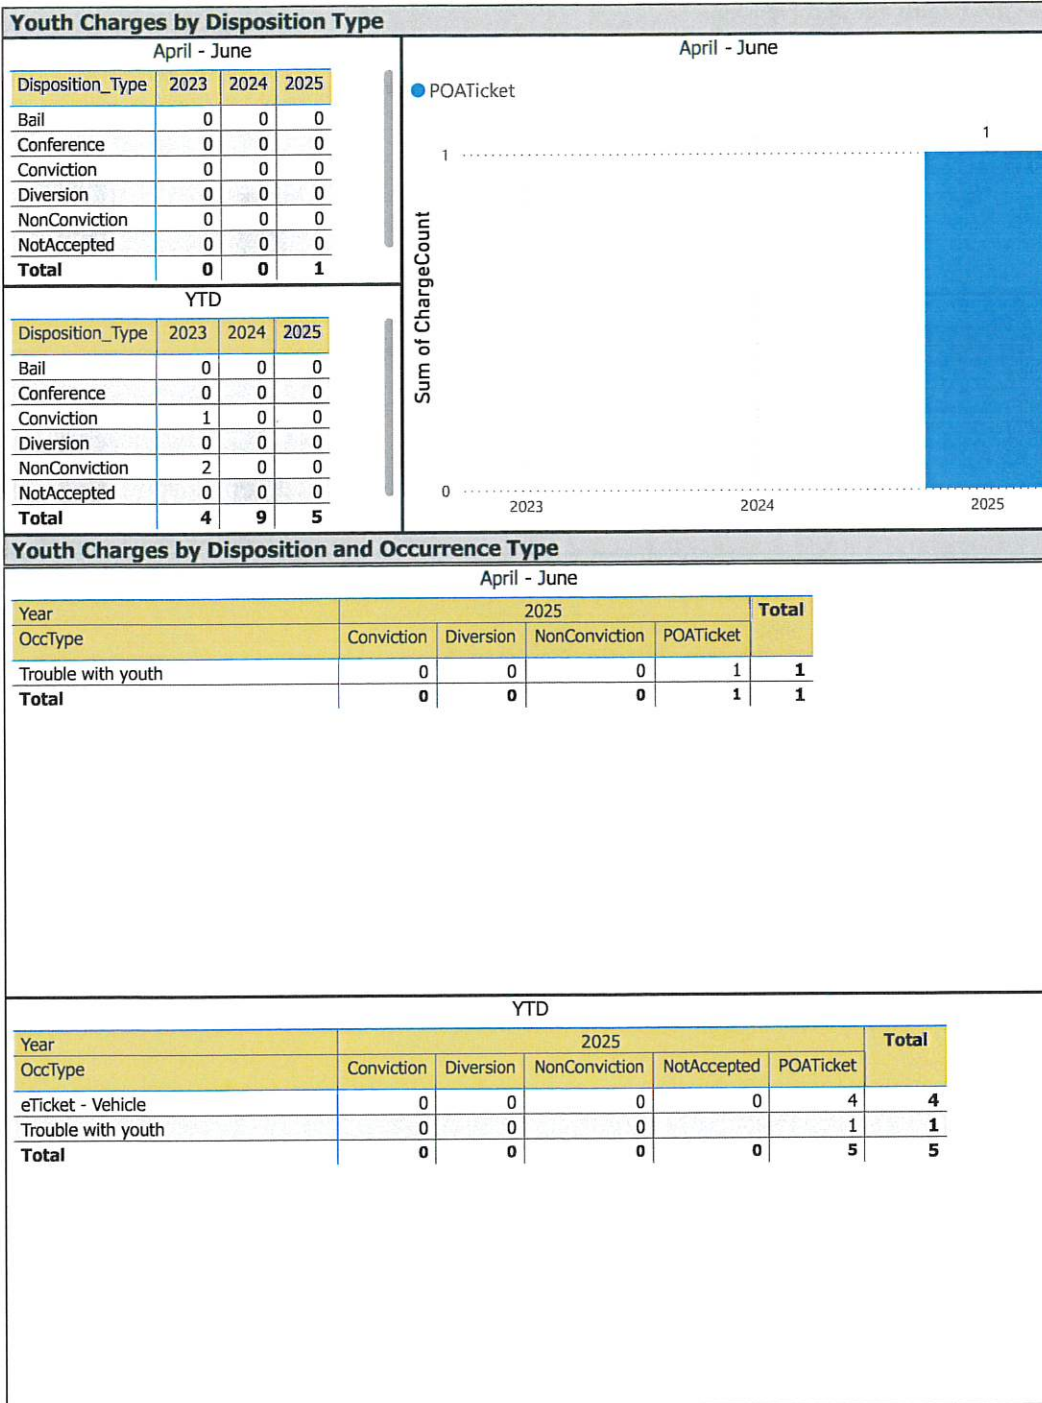 Youth Charges by Disposition Type
April - June
Disposition_Type 2023 2024 2025
Bail 0 0 0
Conference 0 0 0
Conviction 0 0 0
Diversion 0 0 0
NonConviction 0 0 0
NotAccepted 0 0 0
Total 0 0 1
YTD
Disposition_Type 2023 2024 2025
Bail 0 0 0
Conference 0 0 0
Conviction 1 0 0
Diversion 0 0 0
NonConviction 2 0 0
NotAccepted 0 0 0
Total 4 9 5
April - June
POATicket
Sum of ChargeCount
1
1
0
2023 2024 2025
Youth Charges by Disposition and Occurrence Type
April - June
Year 2025 Total
OccType Conviction Diversion NonConviction POATicket
Trouble with youth 0 0 0 1 1
Total 0 0 0 1 1
YTD
Year 2025 Total
OccType Conviction Diversion NonConviction NotAccepted POATicket
eTicket - Vehicle 0 0 0 0 4 4
Trouble with youth 0 0 0 1 1
Total 0 0 0 0 5 5